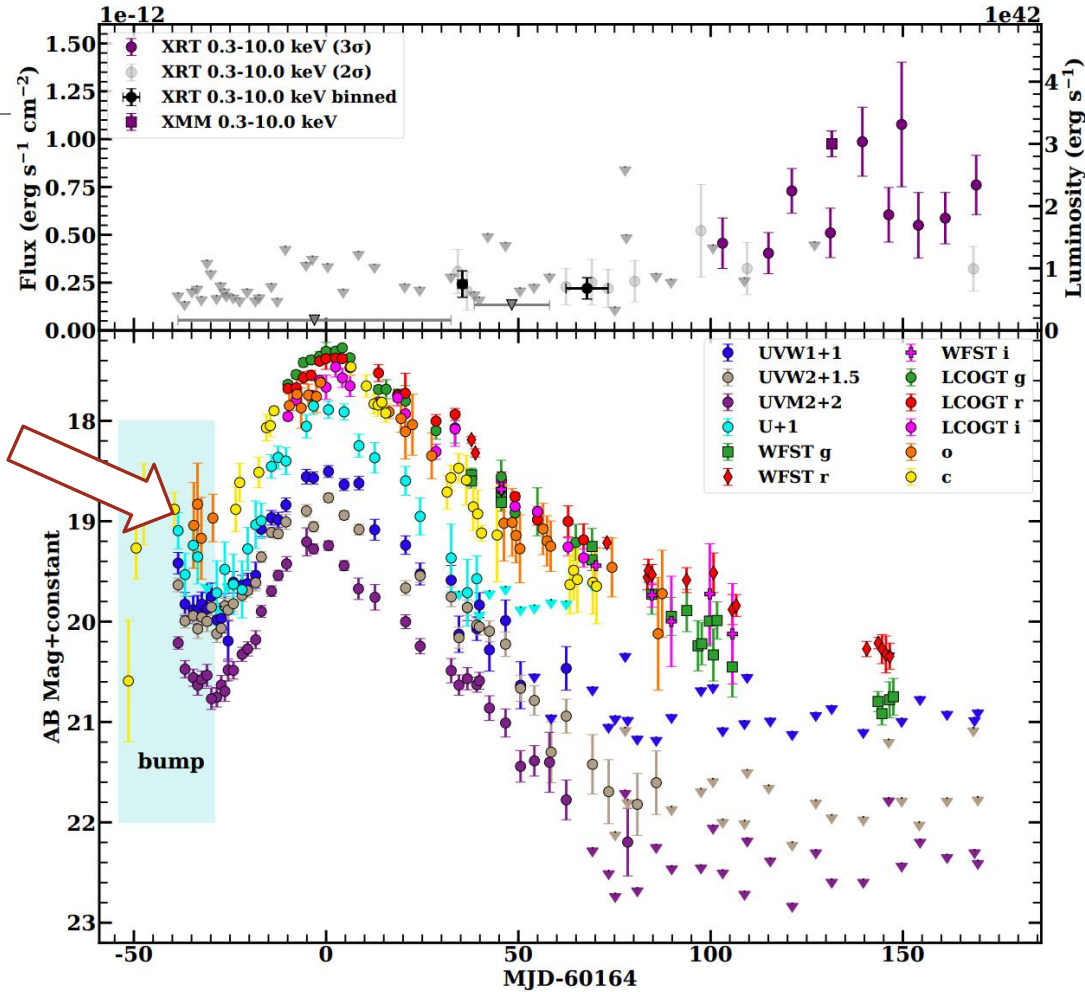 1e-12
1e42
1.50
1.25
1.00
0.75
0.50
0.25
0.00
Flux (erg s⁻¹ cm⁻²)
XRT 0.3-10.0 keV (3σ)
XRT 0.3-10.0 keV (2σ)
XRT 0.3-10.0 keV binned
XMM 0.3-10.0 keV
4
3
2
1
0
Luminosity (erg s⁻¹)
18
19
20
21
22
23
AB Mag+constant
bump
UVW1+1
UVW2+1.5
UVM2+2
U+1
WFST g
WFST r
WFST i
LCOGT g
LCOGT r
LCOGT i
o
c
-50
0
50
100
150
MJD-60164